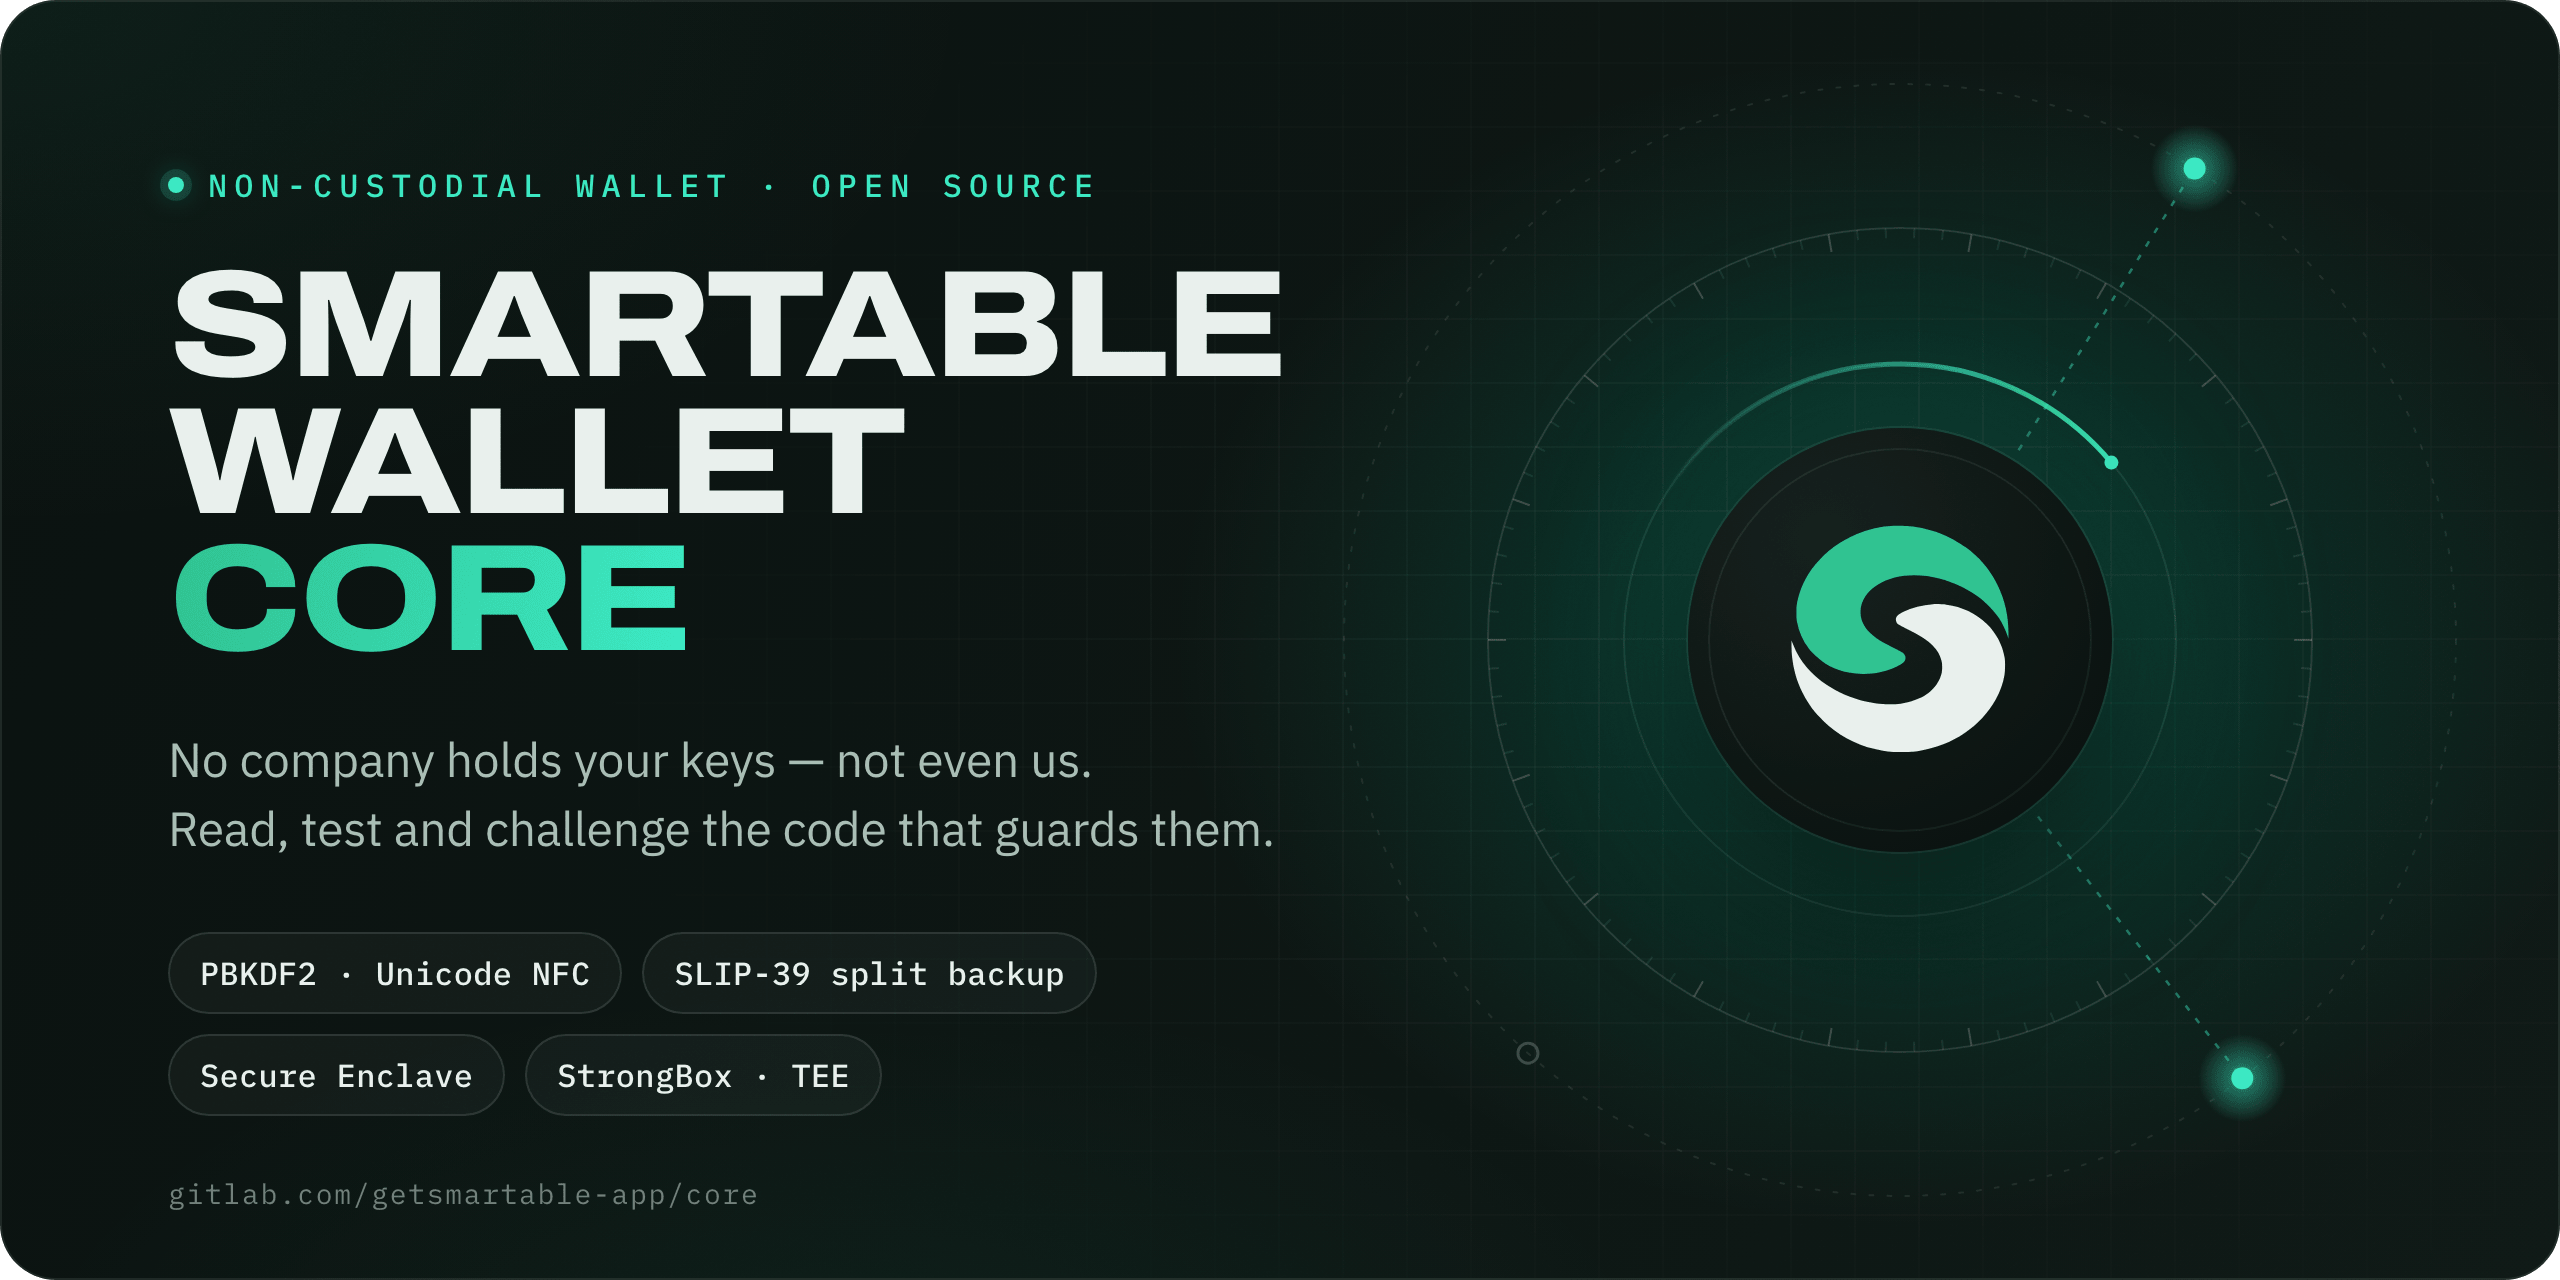 NON-CUSTODIAL WALLET · OPEN SOURCE
SMARTABLE
WALLET
CORE
No company holds your keys — not even us.
Read, test and challenge the code that guards them.
PBKDF2 · Unicode NFC
SLIP-39 split backup
Secure Enclave
StrongBox · TEE
gitlab.com/getsmartable-app/core